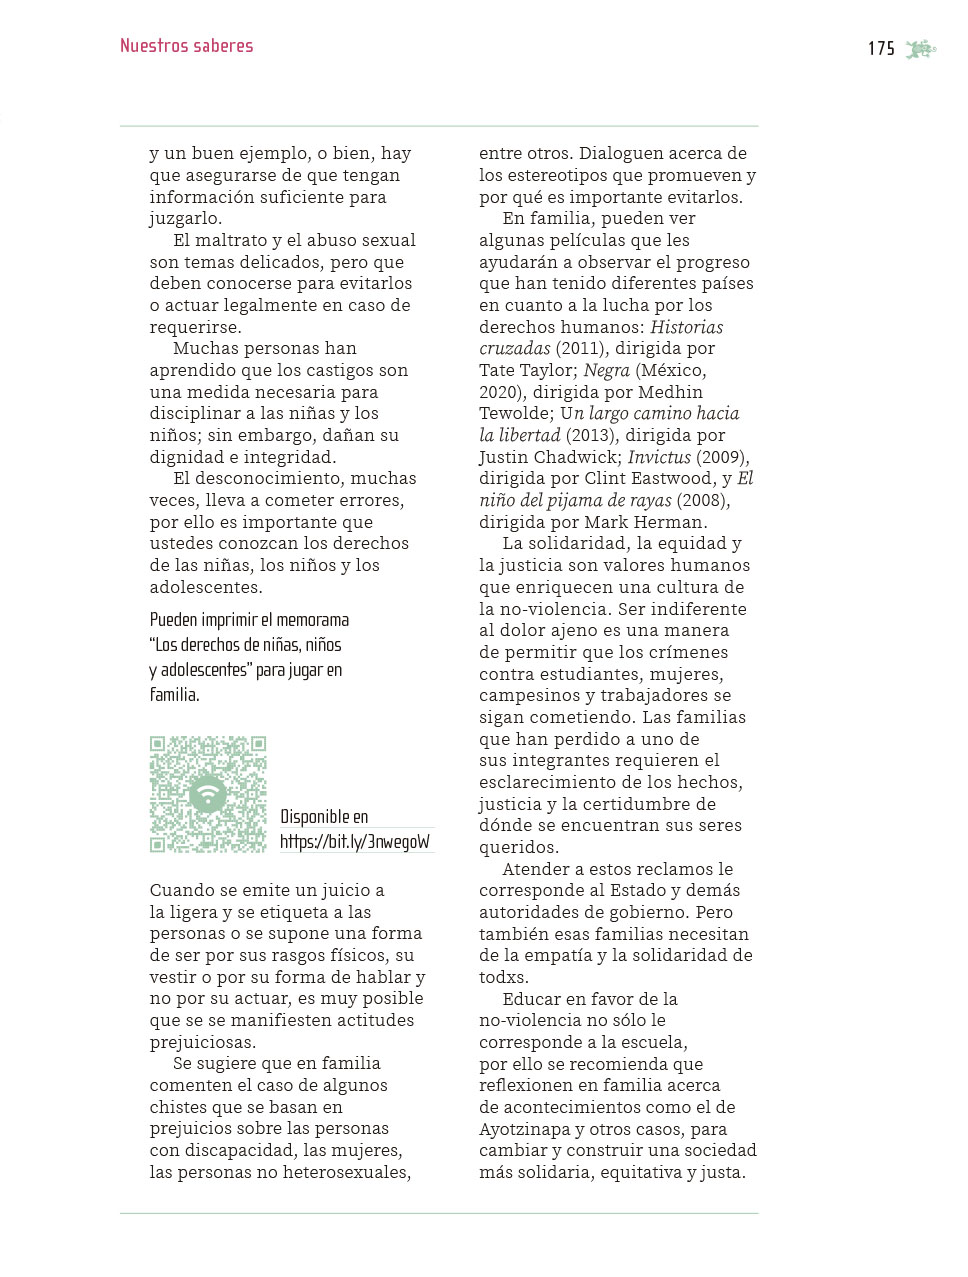 Nuestros saberes
175
y un buen ejemplo, o bien, hay
que asegurarse de que tengan
información suficiente para
juzgarlo.
El maltrato y el abuso sexual
son temas delicados, pero que
deben conocerse para evitarlos
o actuar legalmente en caso de
requerirse.
Muchas personas han
aprendido que los castigos son
una medida necesaria para
disciplinar a las niñas y los
niños; sin embargo, dañan su
dignidad e integridad.
El desconocimiento, muchas
veces, lleva a cometer errores,
por ello es importante que
ustedes conozcan los derechos
de las niñas, los niños y los
adolescentes.
Pueden imprimir el memorama
“Los derechos de niñas, niños
y adolescentes” para jugar en
familia.
Disponible en
https://bit.ly/3nwegoW
Cuando se emite un juicio a
la ligera y se etiqueta a las
personas o se supone una forma
de ser por sus rasgos físicos, su
vestir o por su forma de hablar y
no por su actuar, es muy posible
que se se manifiesten actitudes
prejuiciosas.
Se sugiere que en familia
comenten el caso de algunos
chistes que se basan en
prejuicios sobre las personas
con discapacidad, las mujeres,
las personas no heterosexuales,
entre otros. Dialoguen acerca de
los estereotipos que promueven y
por qué es importante evitarlos.
En familia, pueden ver
algunas películas que les
ayudarán a observar el progreso
que han tenido diferentes países
en cuanto a la lucha por los
derechos humanos: Historias
cruzadas (2011), dirigida por
Tate Taylor; Negra (México,
2020), dirigida por Medhin
Tewolde; Un largo camino hacia
la libertad (2013), dirigida por
Justin Chadwick; Invictus (2009),
dirigida por Clint Eastwood, y El
niño del pijama de rayas (2008),
dirigida por Mark Herman.
La solidaridad, la equidad y
la justicia son valores humanos
que enriquecen una cultura de
la no-violencia. Ser indiferente
al dolor ajeno es una manera
de permitir que los crímenes
contra estudiantes, mujeres,
campesinos y trabajadores se
sigan cometiendo. Las familias
que han perdido a uno de
sus integrantes requieren el
esclarecimiento de los hechos,
justicia y la certidumbre de
dónde se encuentran sus seres
queridos.
Atender a estos reclamos le
corresponde al Estado y demás
autoridades de gobierno. Pero
también esas familias necesitan
de la empatía y la solidaridad de
todxs.
Educar en favor de la
no-violencia no sólo le
corresponde a la escuela,
por ello se recomienda que
reflexionen en familia acerca
de acontecimientos como el de
Ayotzinapa y otros casos, para
cambiar y construir una sociedad
más solidaria, equitativa y justa.